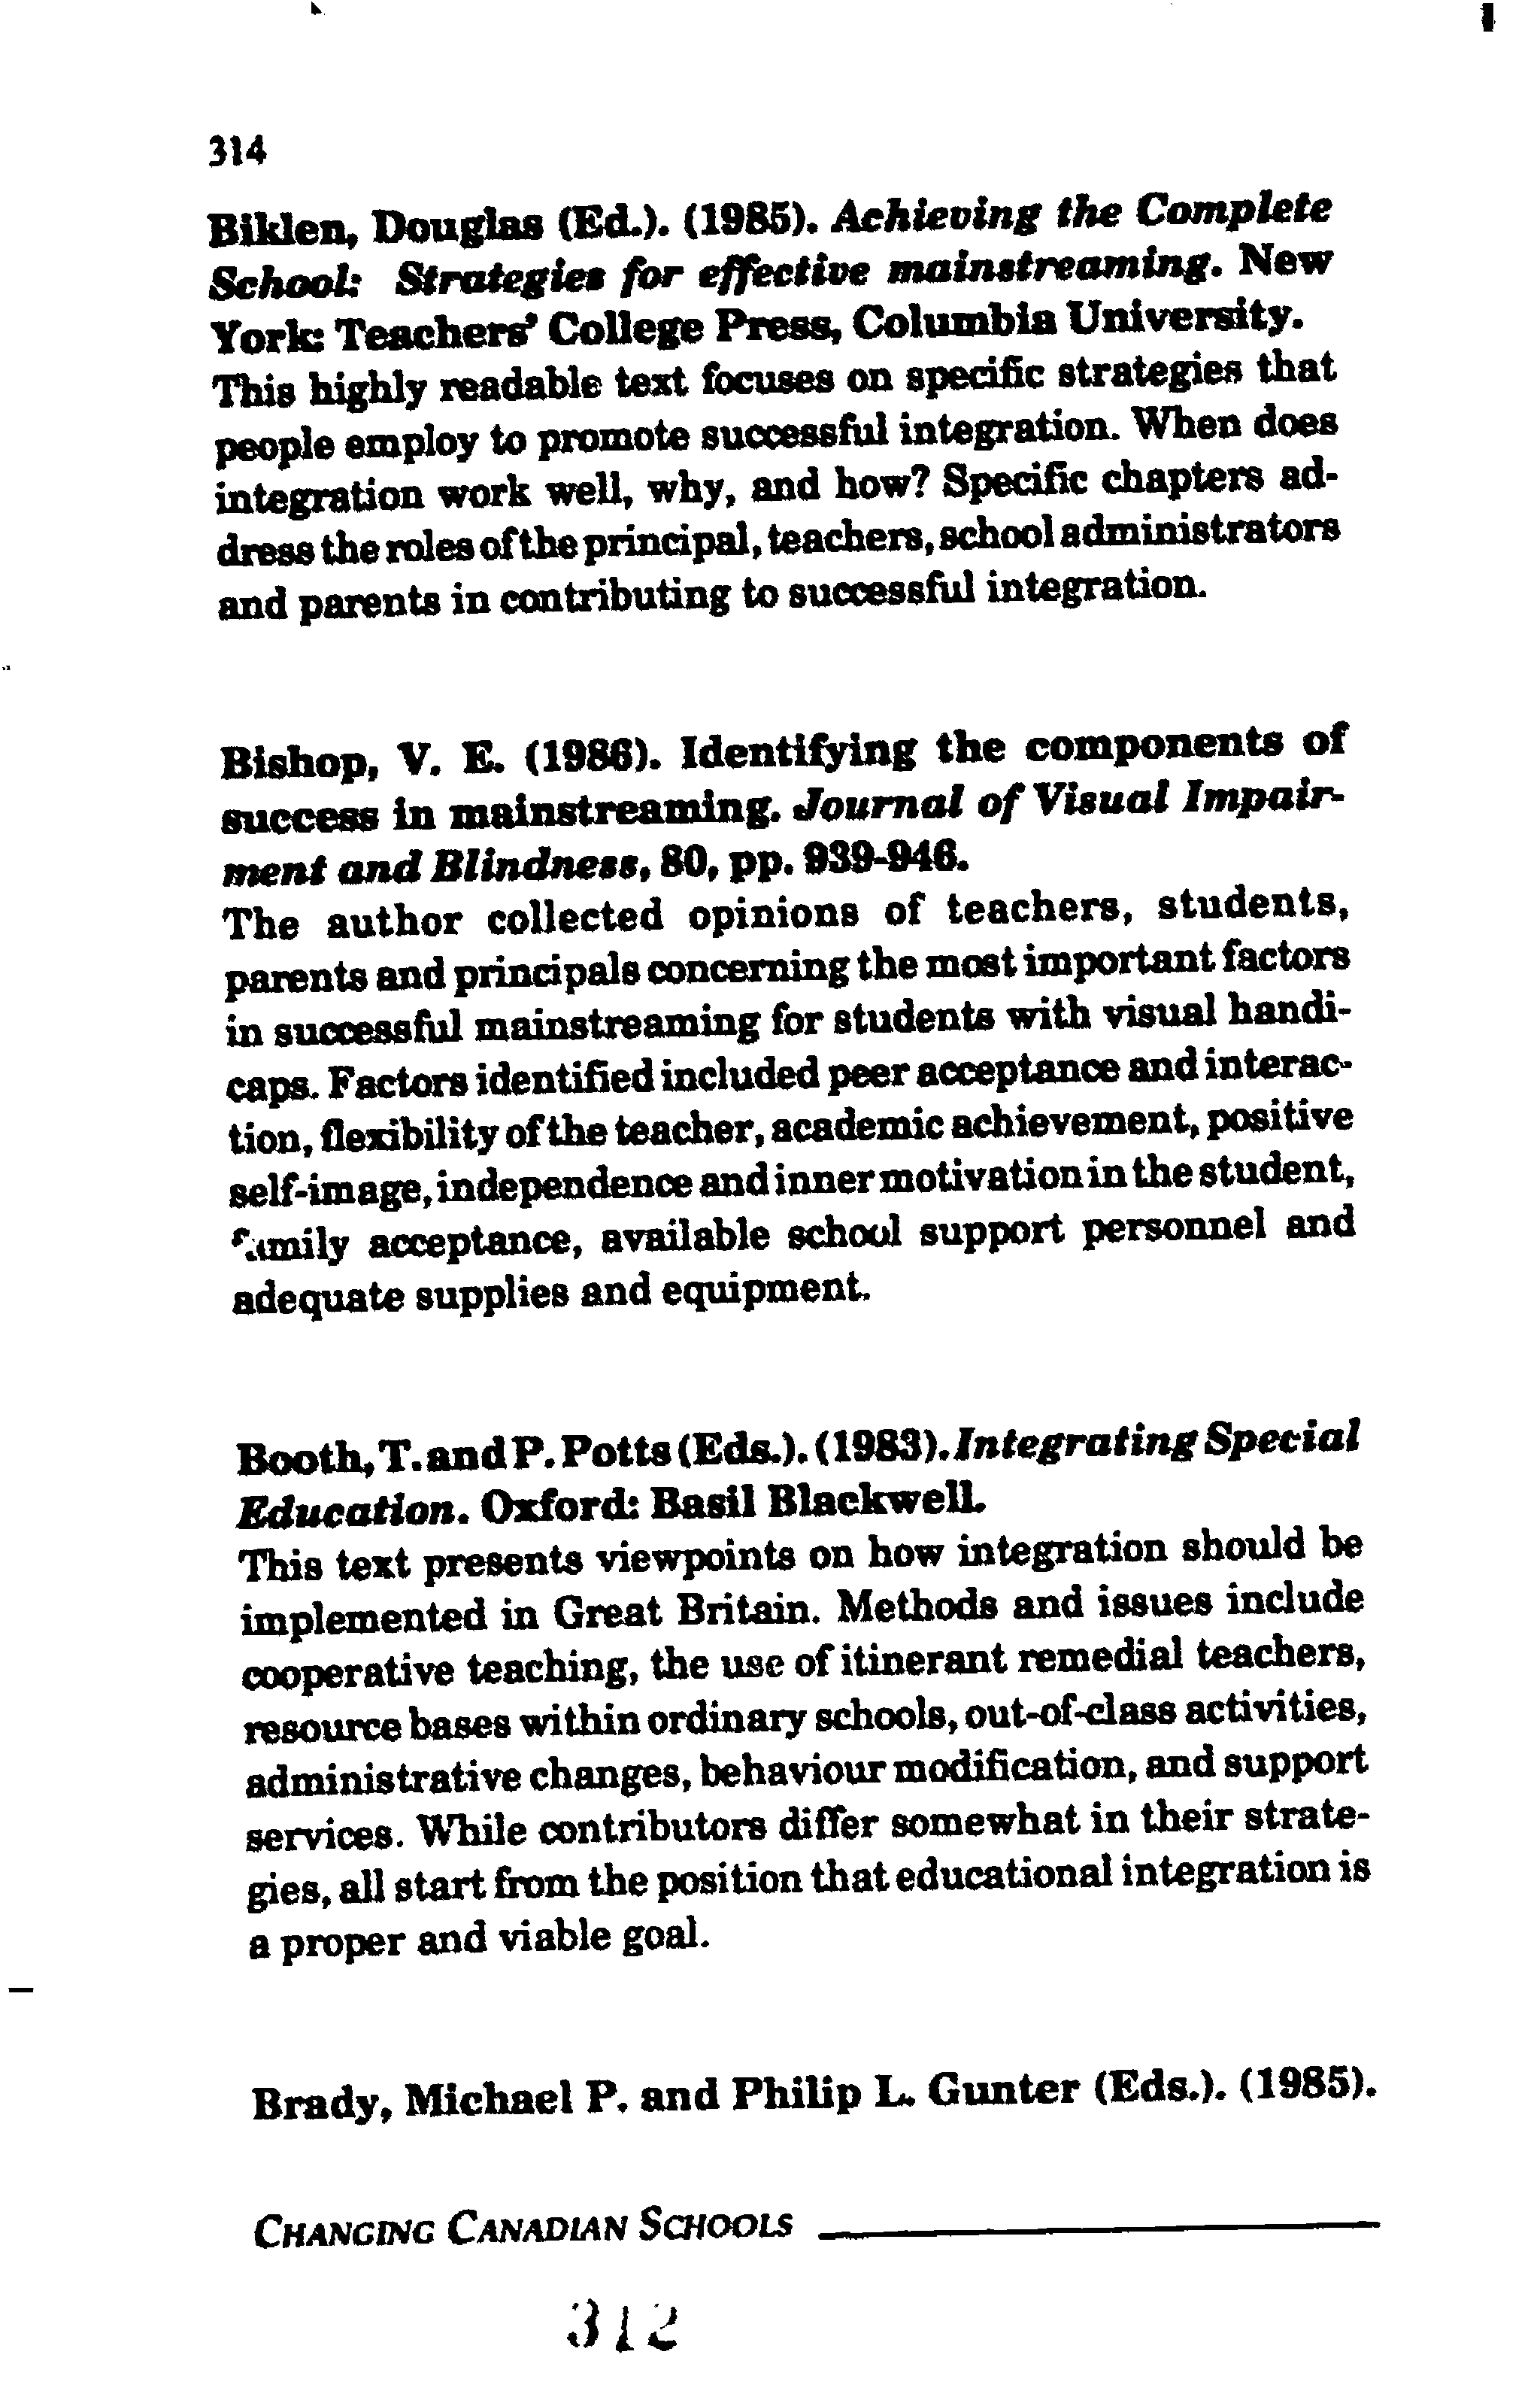 314
Biklen, Douglas (Ed.). (1985). Achieving the Complete
School: Strategies for effective mainstreaming. New
York: Teachers' College Press, Columbia University.
This highly readable text focuses on specific strategies that
people employ to promote successful integration. When does
integration work well, why, and how? Specific chapters ad-
dress the roles of the principal, teachers, school administrators
and parents in contributing to successful integration.
Bishop, V. E. (1986). Identifying the components of
success in mainstreaming. Journal of Visual Impair-
ment and Blindness, 80, pp. 939-946.
The author collected opinions of teachers, students,
parents and principals concerning the most important factors
in successful mainstreaming for students with visual handi-
caps. Factors identified included peer acceptance and interac-
tion, flexibility of the teacher, academic achievement, positive
self-image, independence and inner motivation in the student,
family acceptance, available school support personnel and
adequate supplies and equipment.
Booth, T. and P. Potts (Eds.). (1983). Integrating Special
Education. Oxford: Basil Blackwell.
This text presents viewpoints on how integration should be
implemented in Great Britain. Methods and issues include
cooperative teaching, the use of itinerant remedial teachers,
resource bases within ordinary schools, out-of-class activities,
administrative changes, behaviour modification, and support
services. While contributors differ somewhat in their strate-
gies, all start from the position that educational integration is
a proper and viable goal.
Brady, Michael P. and Philip L. Gunter (Eds.). (1985).
CHANGING CANADIAN SCHOOLS
312